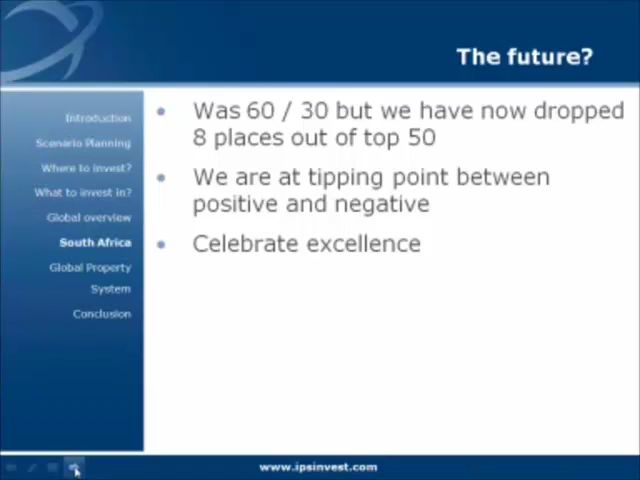 The future?
Introduction
Scenario Planning
Where to invest?
What to invest in?
Global overview
South Africa
Global Property
System
Conclusion
Was 60 / 30 but we have now dropped
8 places out of top 50
We are at tipping point between
positive and negative
Celebrate excellence
www.ipsinvest.com